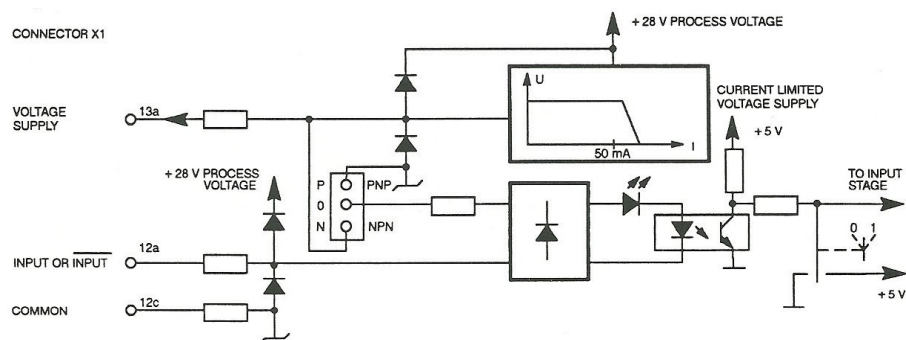 + 28 V PROCESS VOLTAGE
CONNECTOR X1
U
I
50 mA
CURRENT LIMITED
VOLTAGE SUPPLY
+ 5 V
VOLTAGE
SUPPLY
13a
+ 28 V PROCESS
VOLTAGE
P PNP
0
N NPN
TO INPUT
STAGE
0 1
12a
INPUT OR INPUT
+ 5 V
12c
COMMON